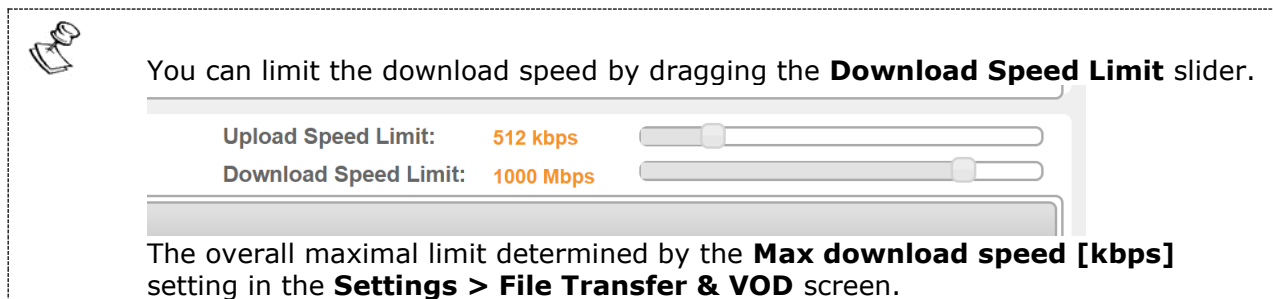 You can limit the download speed by dragging the Download Speed Limit slider.
Upload Speed Limit: 512 kbps
Download Speed Limit: 1000 Mbps
The overall maximal limit determined by the Max download speed [kbps]
setting in the Settings > File Transfer & VOD screen.